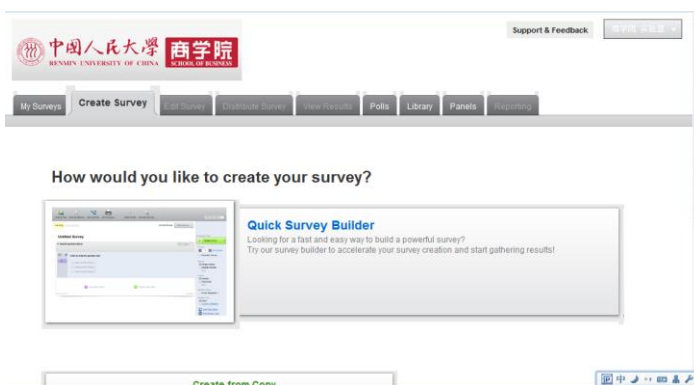 中国人民大學 商学院
RENMIN UNIVERSITY OF CHINA SCHOOL OF BUSINESS
Support & Feedback
My Surveys Create Survey Edit Survey Distribute Survey View Results Polls Library Panels Reporting
How would you like to create your survey?
Quick Survey Builder
Looking for a fast and easy way to build a powerful survey?
Try our survey builder to accelerate your survey creation and start gathering results!
Create from Copy
中